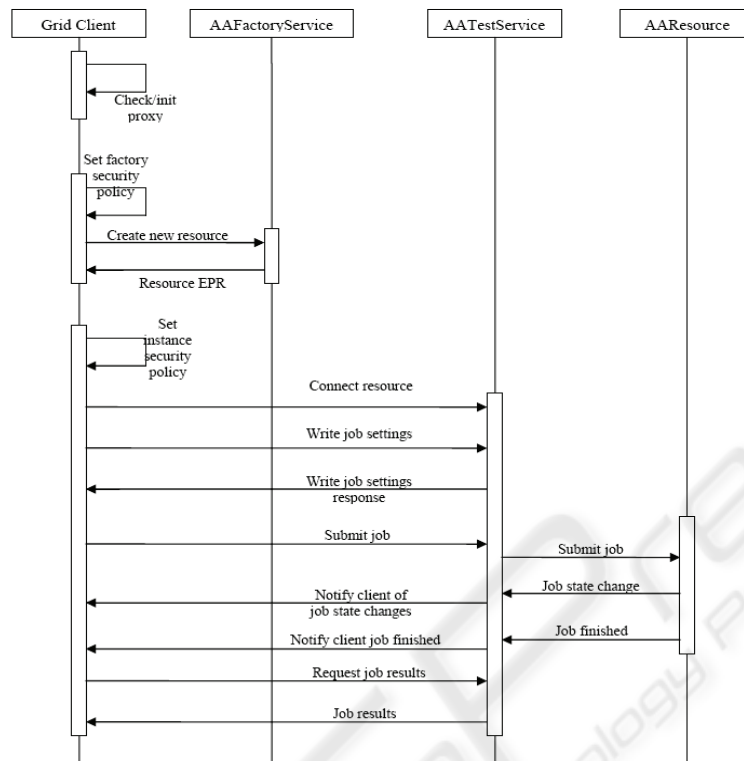 Grid Client
AAFactoryService
AATestService
AAResource
Check/init
proxy
Set factory
security
policy
Create new resource
Resource EPR
Set
instance
security
policy
Connect resource
Write job settings
Write job settings
response
Submit job
Submit job
Job state change
Notify client of
job state changes
Job finished
Notify client job finished
Request job results
Job results